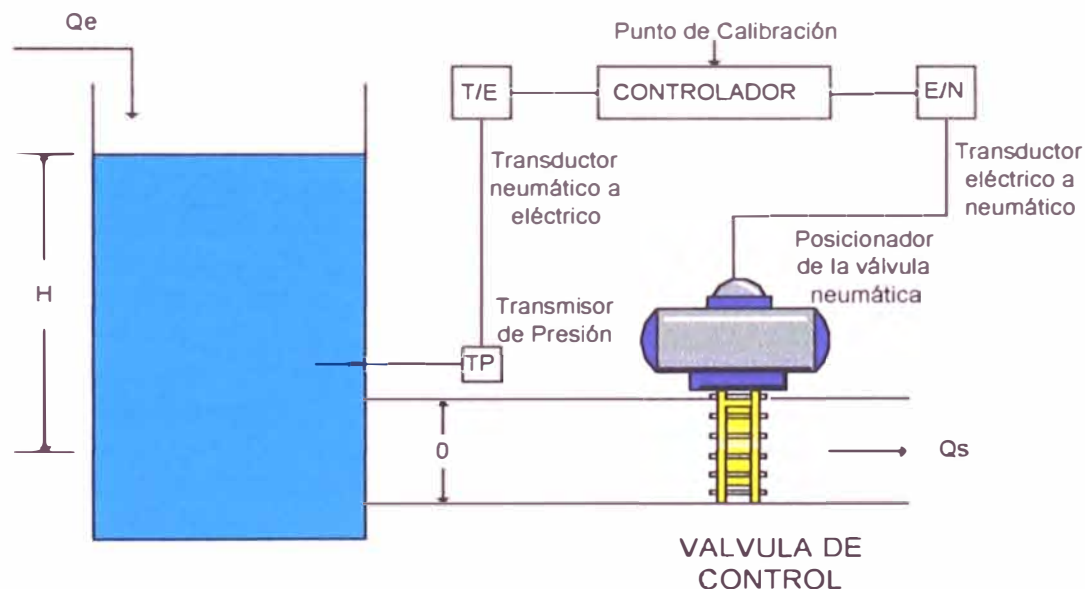 Qe
Punto de Calibración
T/E
CONTROLADOR
E/N
Transductor
neumático a
eléctrico
Transductor
eléctrico a
neumático
Posicionador
de la válvula
neumática
H
Transmisor
de Presión
TP
0
Qs
VALVULA DE
CONTROL